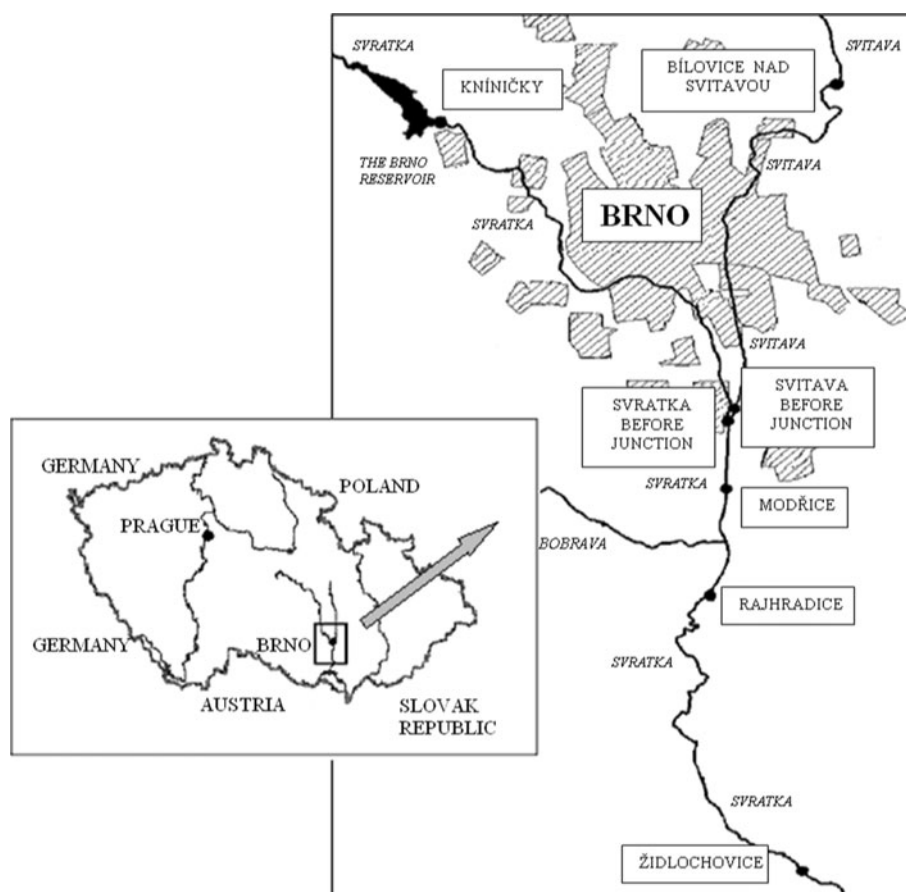 SVRATKA
SVITAVA
KNÍNIČKY
BÍLOVICE NAD
SVITAVOU
THE BRNO
RESERVOIR
SVITAVA
SVRATKA
BRNO
SVITAVA
SVRATKA
BEFORE
JUNCTION
SVITAVA
BEFORE
JUNCTION
SVRATKA
MODŘICE
BOBRAVA
RAJHRADICE
SVRATKA
SVRATKA
ŽIDLOCHOVICE
GERMANY
POLAND
PRAGUE
GERMANY
BRNO
AUSTRIA
SLOVAK
REPUBLIC